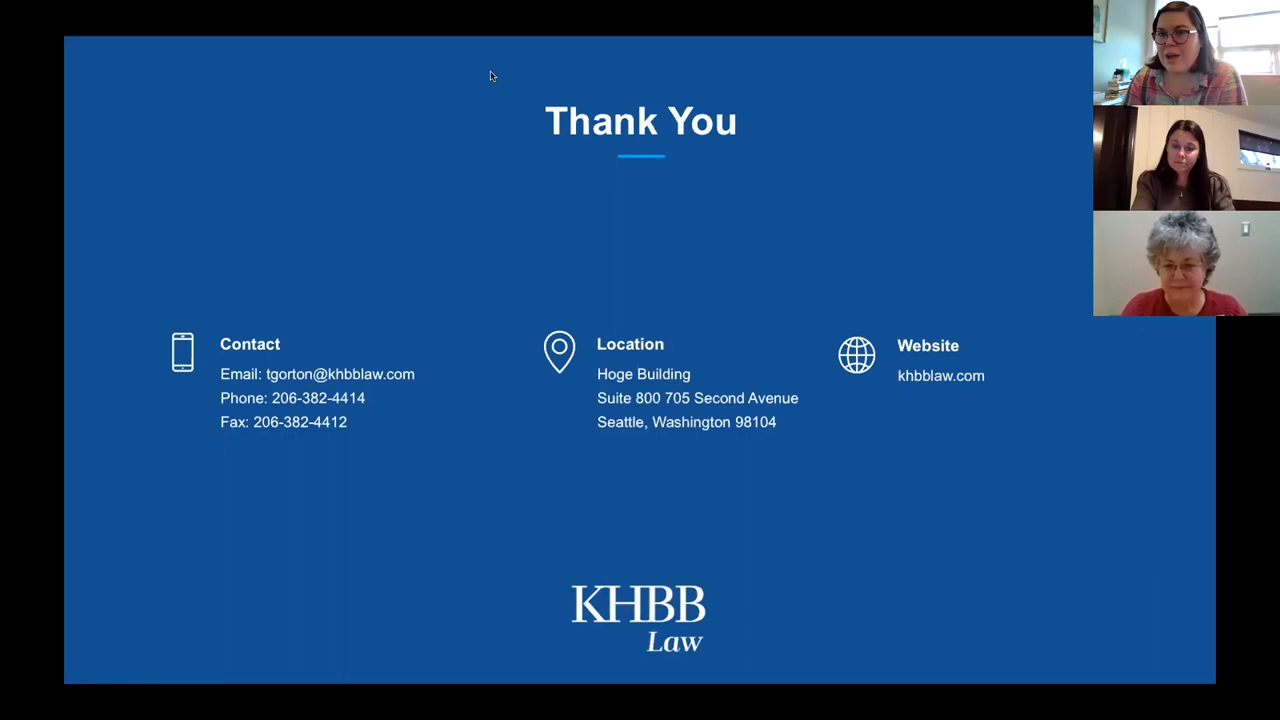 Thank You
Contact
Email: tgorton@khbblaw.com
Phone: 206-382-4414
Fax: 206-382-4412
Location
Hoge Building
Suite 800 705 Second Avenue
Seattle, Washington 98104
Website
khbblaw.com
KHBB
Law